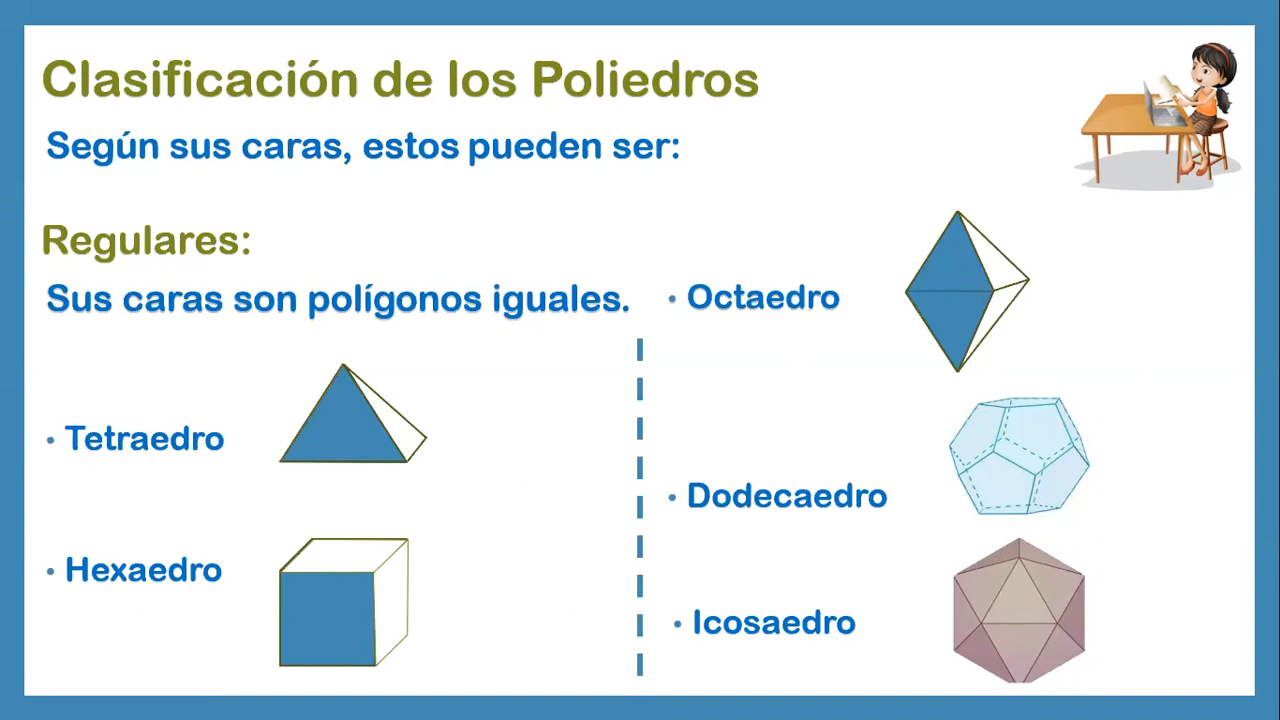 Clasificación de los Poliedros
Según sus caras, estos pueden ser:
Regulares:
Sus caras son polígonos iguales.
• Tetraedro
• Hexaedro
• Octaedro
• Dodecaedro
• Icosaedro